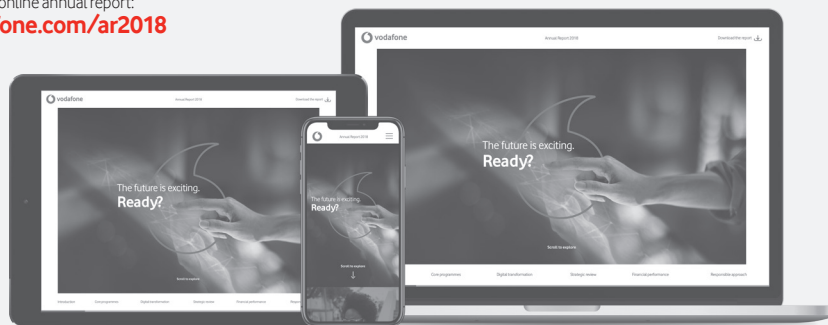 online annual report:
fone.com/ar2018
vodafone
Annual Report 2018
Download the report
The future is exciting.
Ready?
Scroll to explore
Core programmes
Digital transformation
Strategic review
Financial performance
Responsible approach
vodafone
Annual Report 2018
Download the report
The future is exciting.
Ready?
Scroll to explore
Introduction
Core programmes
Digital transformation
Strategic review
Financial performance
Annual Report 2018
The future is exciting.
Ready?
Scroll to explore